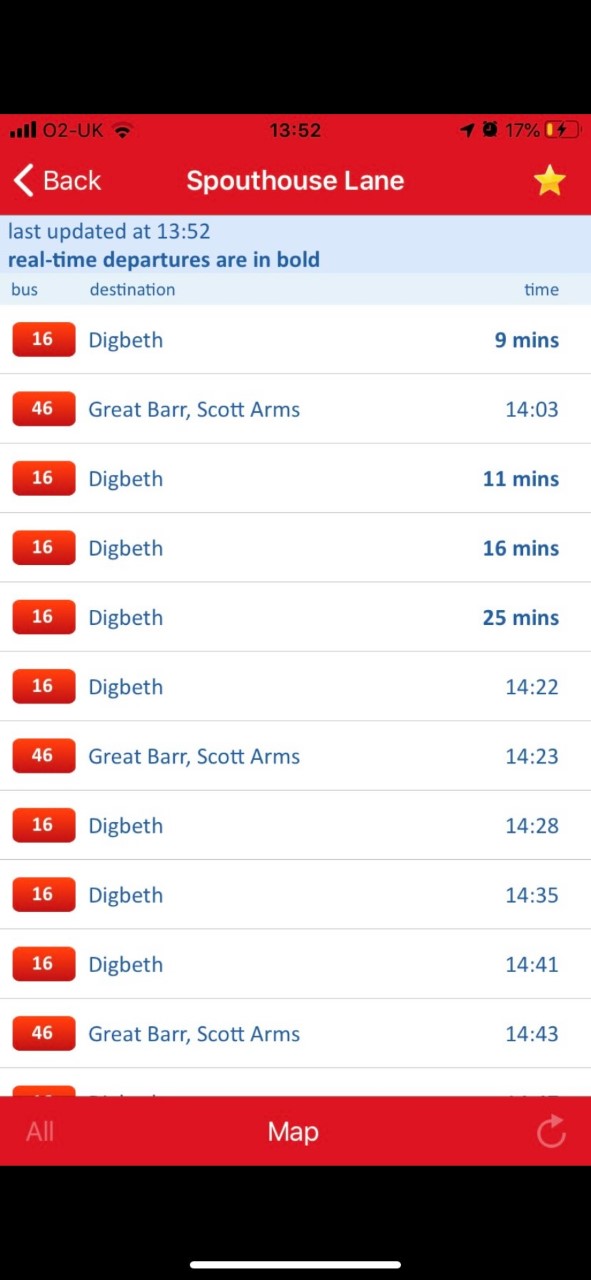 O2-UK 13:52 17%
Back Spouthouse Lane
last updated at 13:52
real-time departures are in bold
bus destination time
16 Digbeth 9 mins
46 Great Barr, Scott Arms 14:03
16 Digbeth 11 mins
16 Digbeth 16 mins
16 Digbeth 25 mins
16 Digbeth 14:22
46 Great Barr, Scott Arms 14:23
16 Digbeth 14:28
16 Digbeth 14:35
16 Digbeth 14:41
46 Great Barr, Scott Arms 14:43
All Map